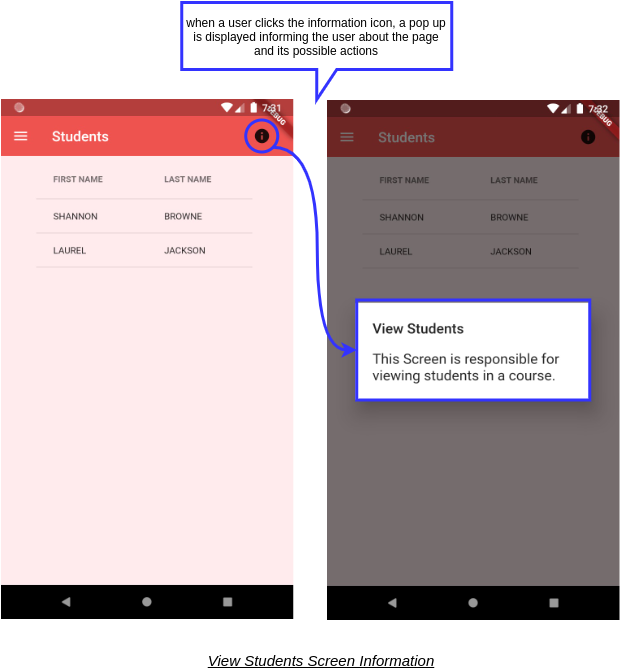 when a user clicks the information icon, a pop up
is displayed informing the user about the page
and its possible actions
7:31
Students
FIRST NAME LAST NAME
SHANNON BROWNE
LAUREL JACKSON
7:32
Students
FIRST NAME LAST NAME
SHANNON BROWNE
LAUREL JACKSON
View Students
This Screen is responsible for
viewing students in a course.
View Students Screen Information